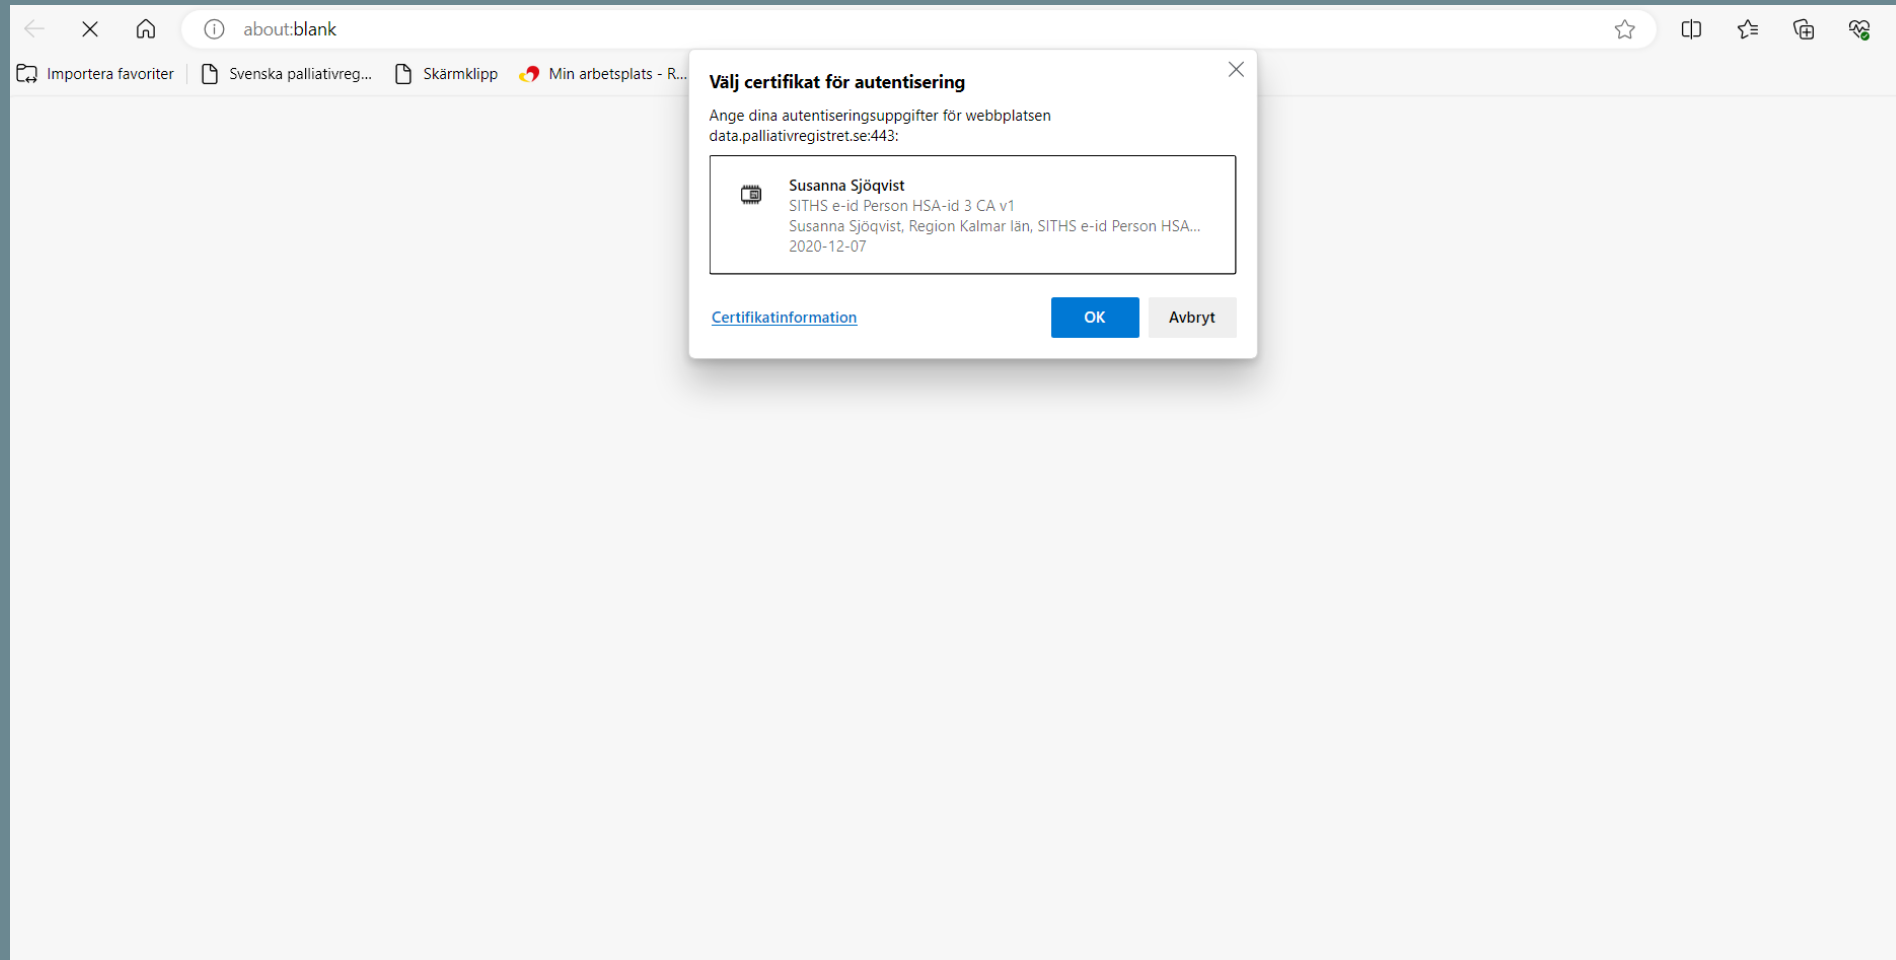 about:blank
Importera favoriter
Svenska palliativreg...
Skärmklipp
Min arbetsplats - R...
Välj certifikat för autentisering
Ange dina autentiseringsuppgifter för webbplatsen
data.palliativregistret.se:443:
Susanna Sjöqvist
SITHS e-id Person HSA-id 3 CA v1
Susanna Sjöqvist, Region Kalmar län, SITHS e-id Person HSA...
2020-12-07
Certifikatinformation
OK
Avbryt